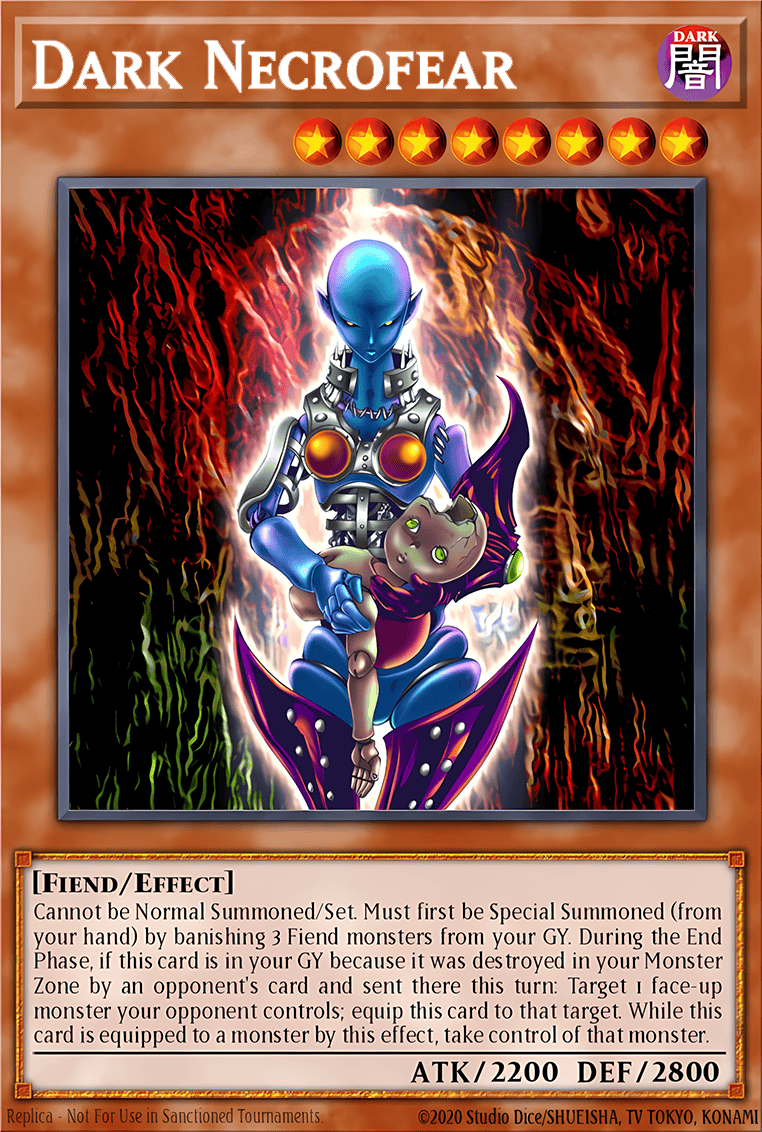 Dark Necrofear
DARK
闇
[Fiend/Effect]
Cannot be Normal Summoned/Set. Must first be Special Summoned (from
your hand) by banishing 3 Fiend monsters from your GY. During the End
Phase, if this card is in your GY because it was destroyed in your Monster
Zone by an opponent's card and sent there this turn: Target 1 face-up
monster your opponent controls; equip this card to that target. While this
card is equipped to a monster by this effect, take control of that monster.
ATK/2200 DEF/2800
Replica - Not For Use in Sanctioned Tournaments.
©2020 Studio Dice/SHUEISHA, TV TOKYO, KONAMI